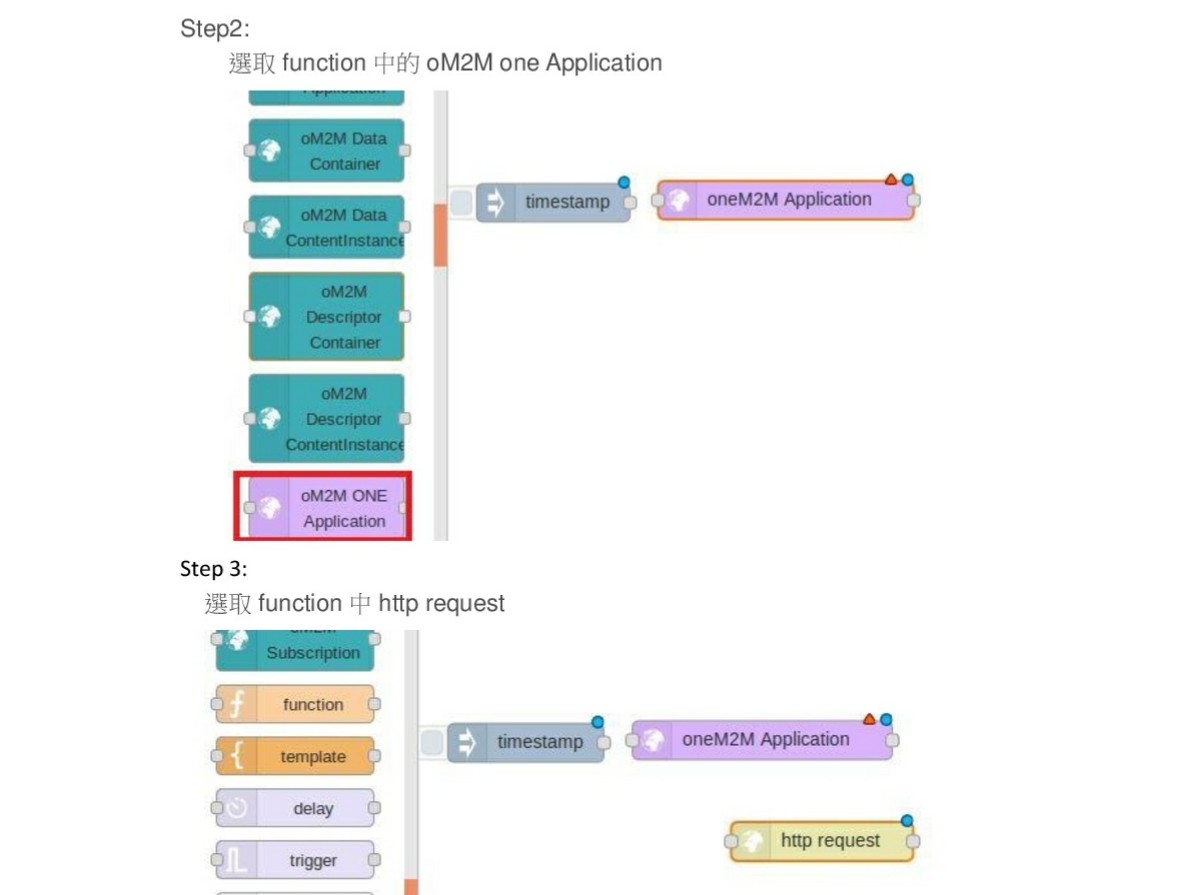 Step2:
選取 function 中的 oM2M one Application
Application
oM2M Data
Container
oM2M Data
ContentInstance
oM2M
Descriptor
Container
oM2M
Descriptor
ContentInstance
oM2M ONE
Application
timestamp
oneM2M Application
Step 3:
選取 function 中 http request
oM2M
Subscription
function
template
delay
trigger
timestamp
oneM2M Application
http request